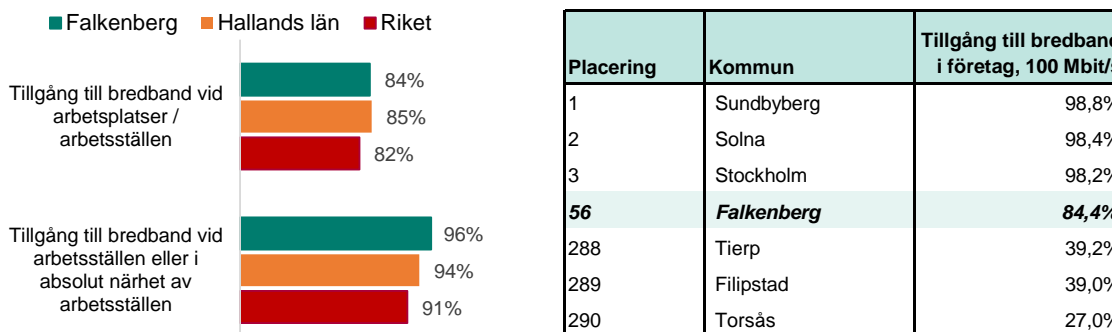 Falkenberg Hallands län Riket
Tillgång till bredband vid
arbetsplatser /
arbetsställen
84%
85%
82%
Tillgång till bredband vid
arbetsställen eller i
absolut närhet av
arbetsställen
96%
94%
91%
Tillgång till bredband
Placering Kommun i företag, 100 Mbit/s
1 Sundbyberg 98,8%
2 Solna 98,4%
3 Stockholm 98,2%
56 Falkenberg 84,4%
288 Tierp 39,2%
289 Filipstad 39,0%
290 Torsås 27,0%